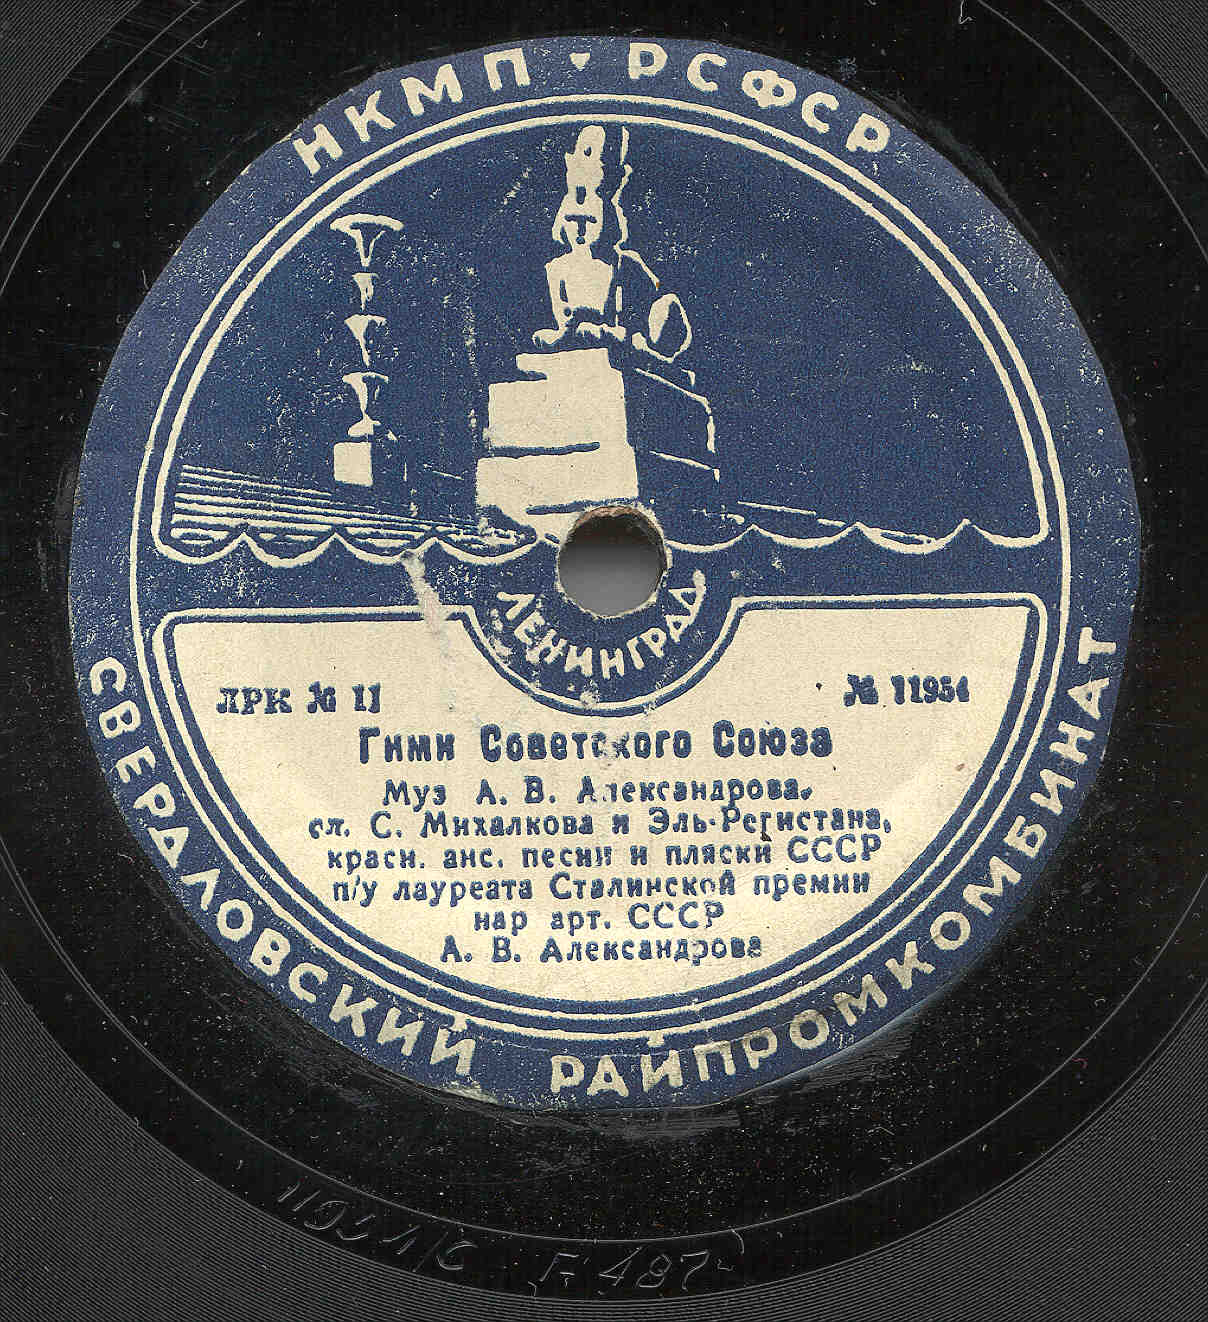 НКМП • РСФСР
ЛЕНИНГРАД
ЛРК № 11
№ 11954
Гимн Советского Союза
Муз А. В. Александрова,
сл. С. Михалкова и Эль-Регистана,
красн. анс. песни и пляски СССР
п/у лауреата Сталинской премии
нар арт. СССР
А. В. Александрова
СВЕРДЛОВСКИЙ РАЙПРОМКОМБИНАТ